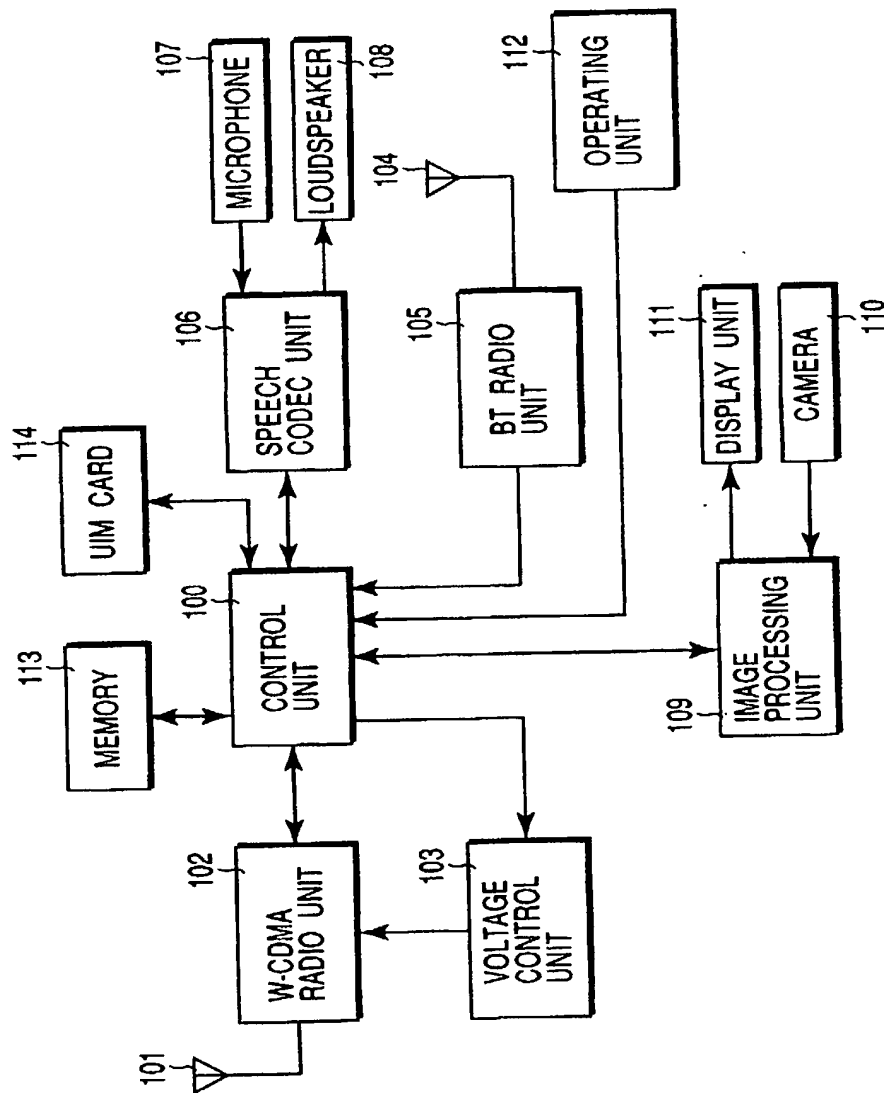 107
MICROPHONE
108
LOUDSPEAKER
106
SPEECH
CODEC UNIT
112
OPERATING
UNIT
104
105
BT RADIO
UNIT
114
UIM CARD
113
MEMORY
100
CONTROL
UNIT
111
DISPLAY UNIT
110
CAMERA
109
IMAGE
PROCESSING
UNIT
102
W-CDMA
RADIO UNIT
103
VOLTAGE
CONTROL
UNIT
101